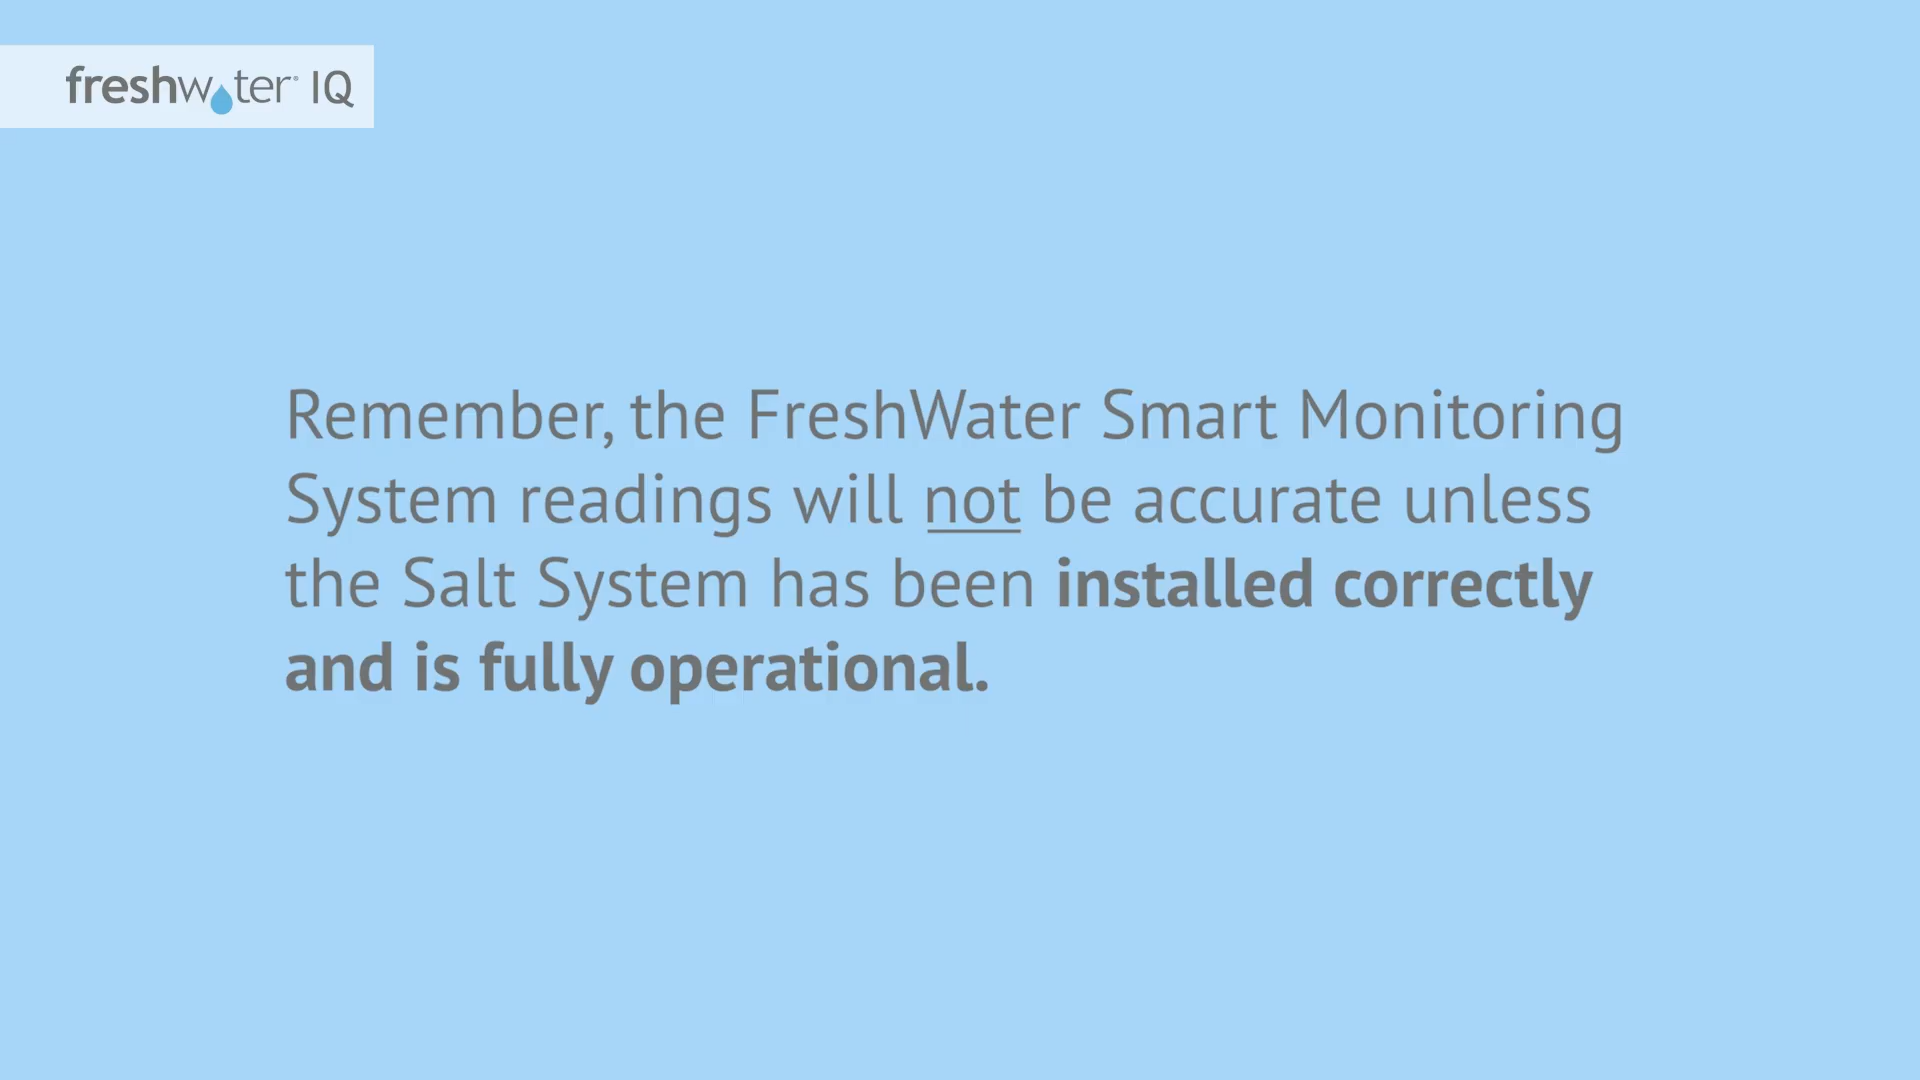 freshwater® IQ
Remember, the FreshWater Smart Monitoring
System readings will not be accurate unless
the Salt System has been installed correctly
and is fully operational.